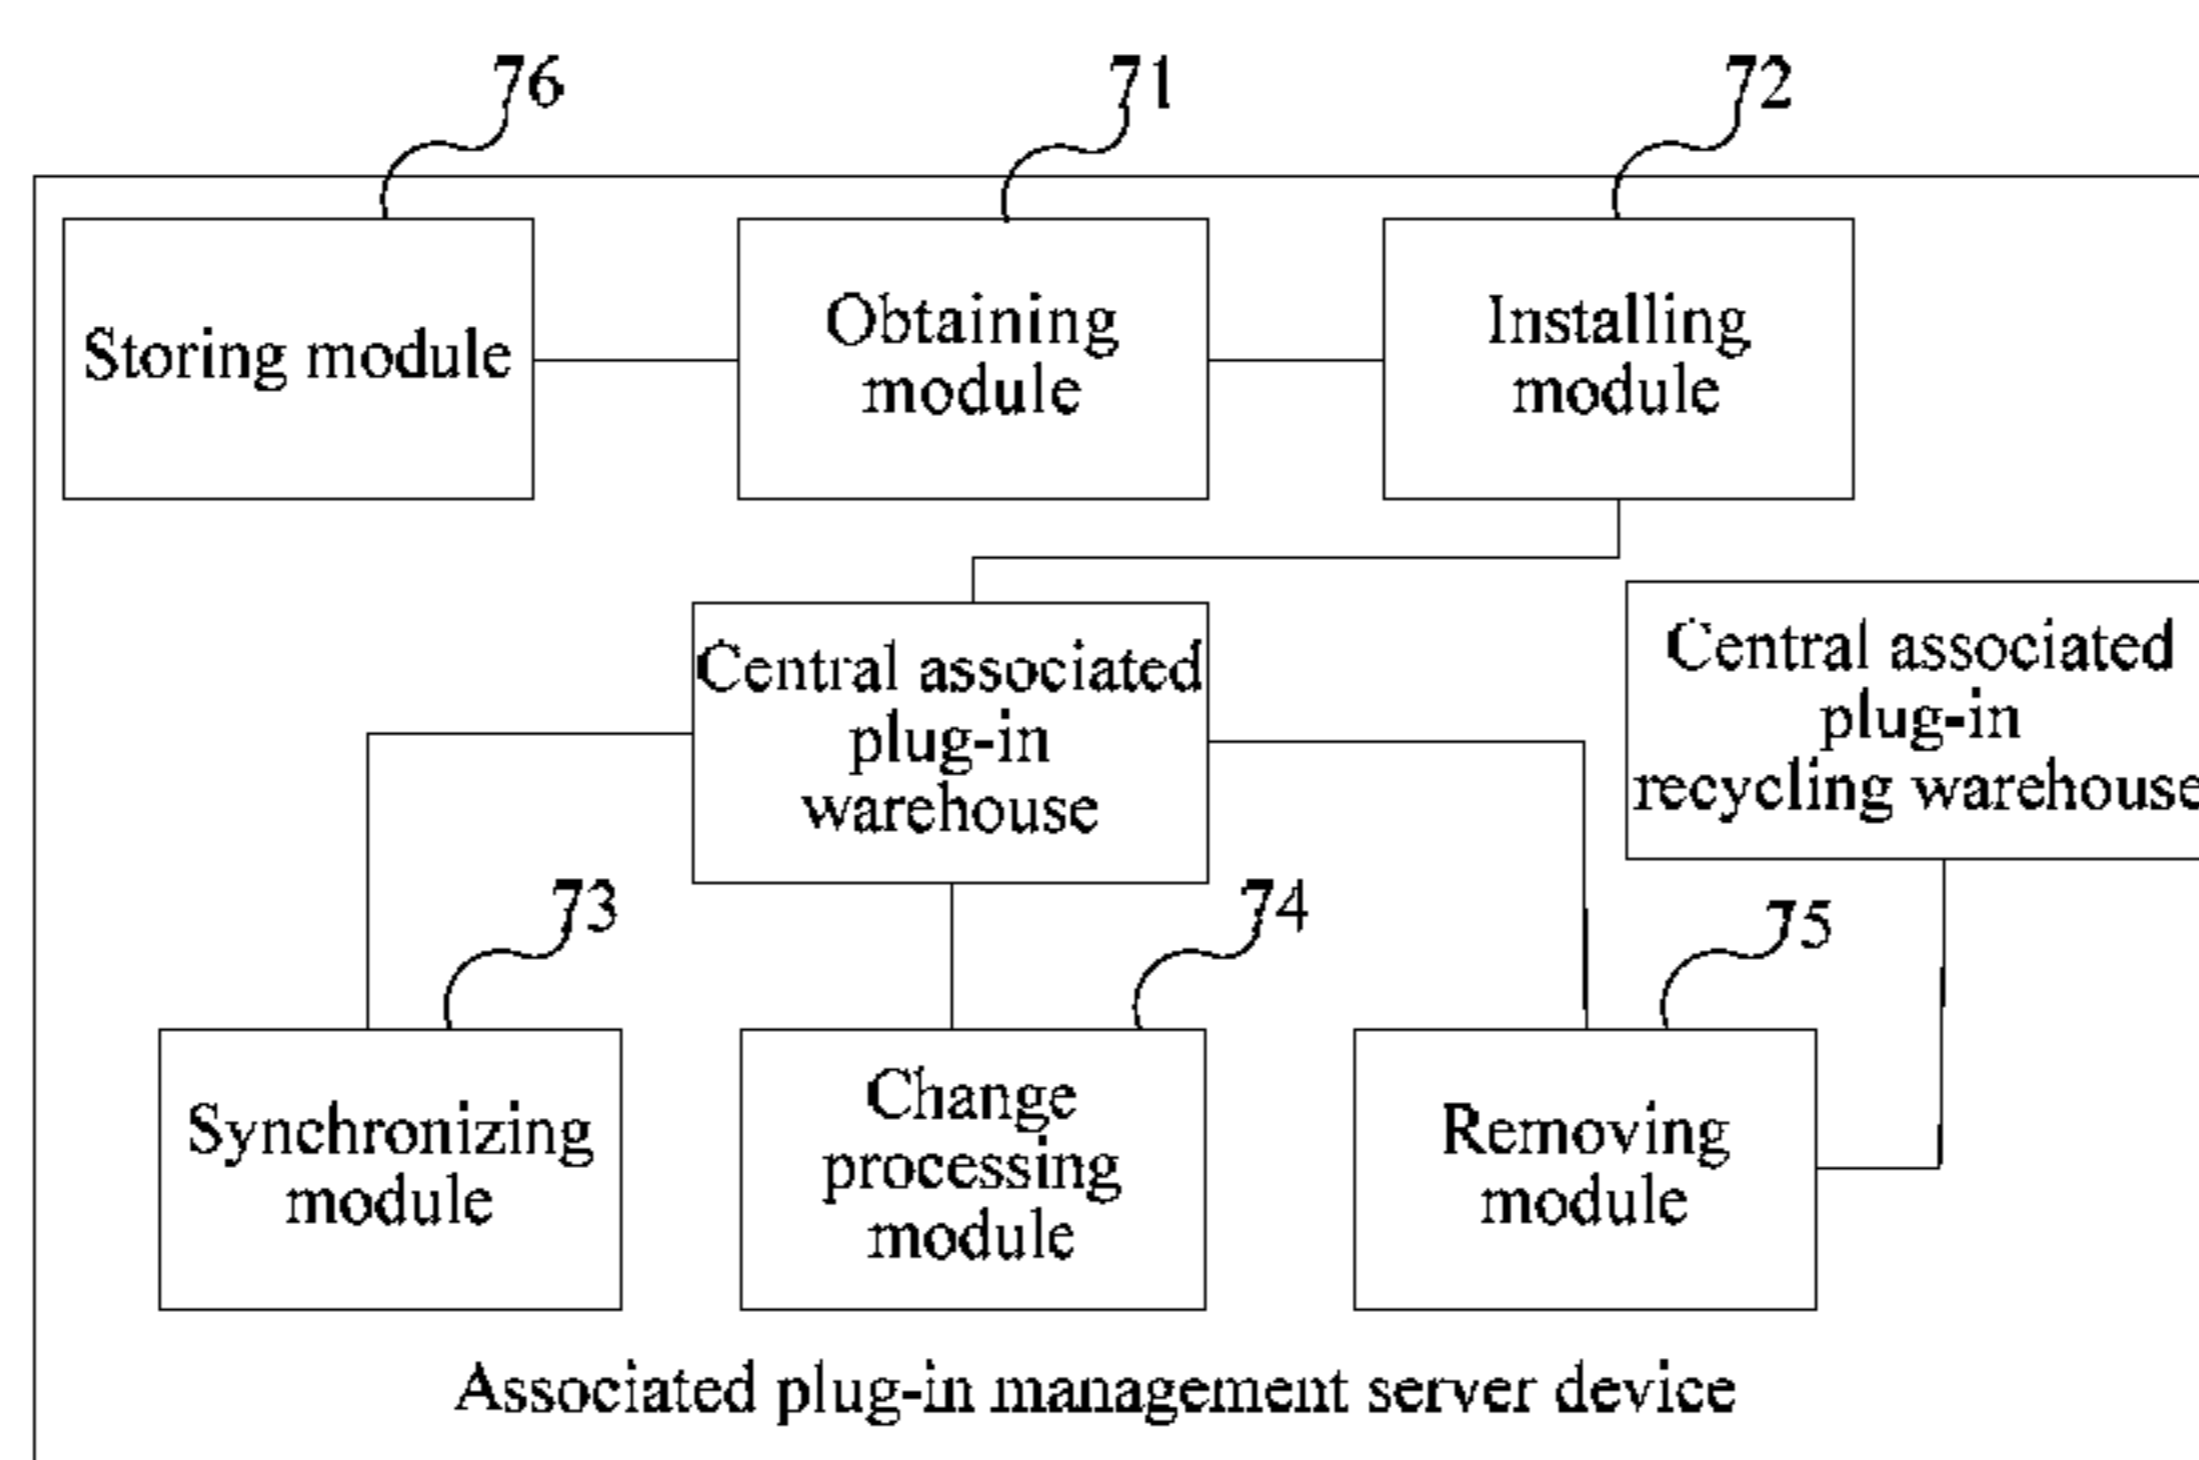 76
71
72
Storing module
Obtaining
module
Installing
module
Central associated
plug-in
warehouse
Central associated
plug-in
recycling warehouse
73
74
75
Synchronizing
module
Change
processing
module
Removing
module
Associated plug-in management server device